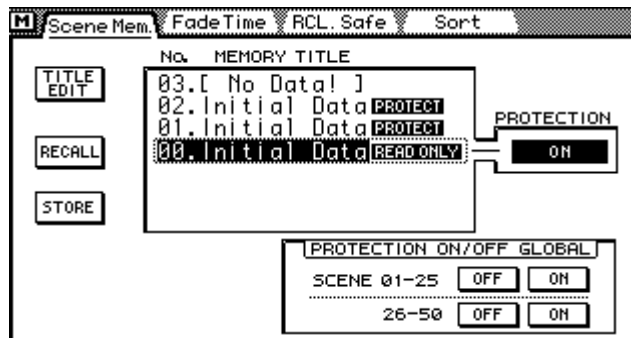 M Scene Mem. Fade Time RCL. Safe Sort
No. MEMORY TITLE
TITLE EDIT
03.[ No Data! ]
02.Initial Data PROTECT
01.Initial Data PROTECT
00.Initial Data READ ONLY
PROTECTION
ON
RECALL
STORE
PROTECTION ON/OFF GLOBAL
SCENE 01-25 OFF ON
26-50 OFF ON